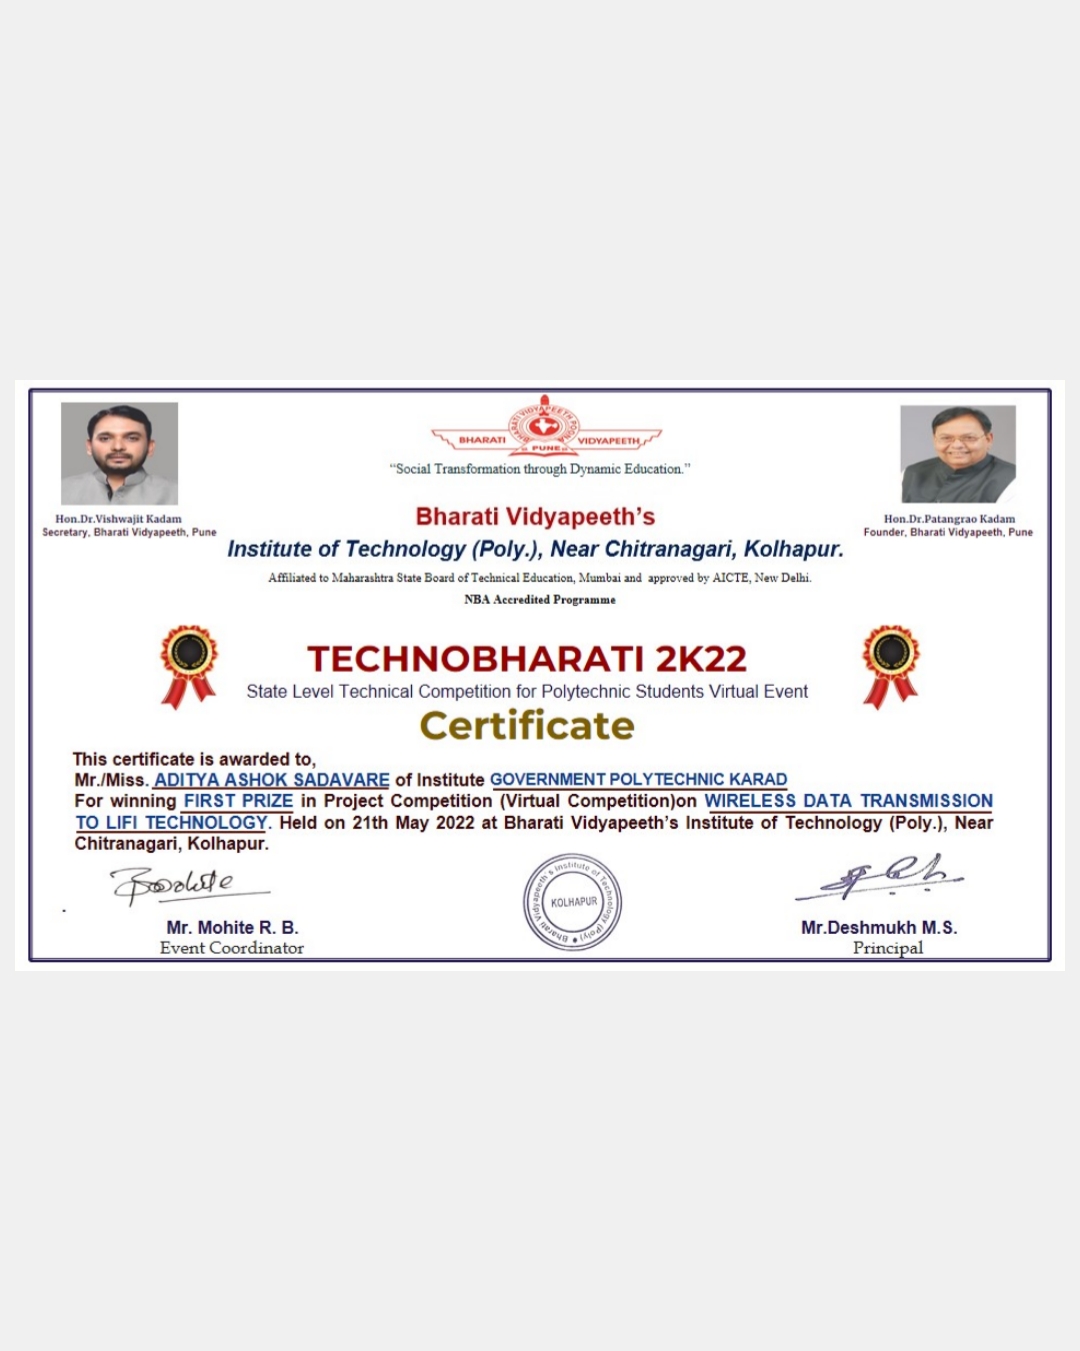 BHARATI VIDYAPEETH
BHARATI VIDYAPEETH POONA
PUNE
“Social Transformation through Dynamic Education.”
Hon.Dr.Vishwajit Kadam
Secretary, Bharati Vidyapeeth, Pune
Hon.Dr.Patangrao Kadam
Founder, Bharati Vidyapeeth, Pune
Bharati Vidyapeeth’s
Institute of Technology (Poly.), Near Chitranagari, Kolhapur.
Affiliated to Maharashtra State Board of Technical Education, Mumbai and approved by AICTE, New Delhi.
NBA Accredited Programme
TECHNOBHARATI 2K22
State Level Technical Competition for Polytechnic Students Virtual Event
Certificate
This certificate is awarded to,
Mr./Miss. ADITYA ASHOK SADAVARE of Institute GOVERNMENT POLYTECHNIC KARAD
For winning FIRST PRIZE in Project Competition (Virtual Competition)on WIRELESS DATA TRANSMISSION
TO LIFI TECHNOLOGY. Held on 21th May 2022 at Bharati Vidyapeeth’s Institute of Technology (Poly.), Near
Chitranagari, Kolhapur.
Bharati Vidyapeeth's Institute of Technology (Poly)
KOLHAPUR
Mr. Mohite R. B.
Event Coordinator
Mr.Deshmukh M.S.
Principal